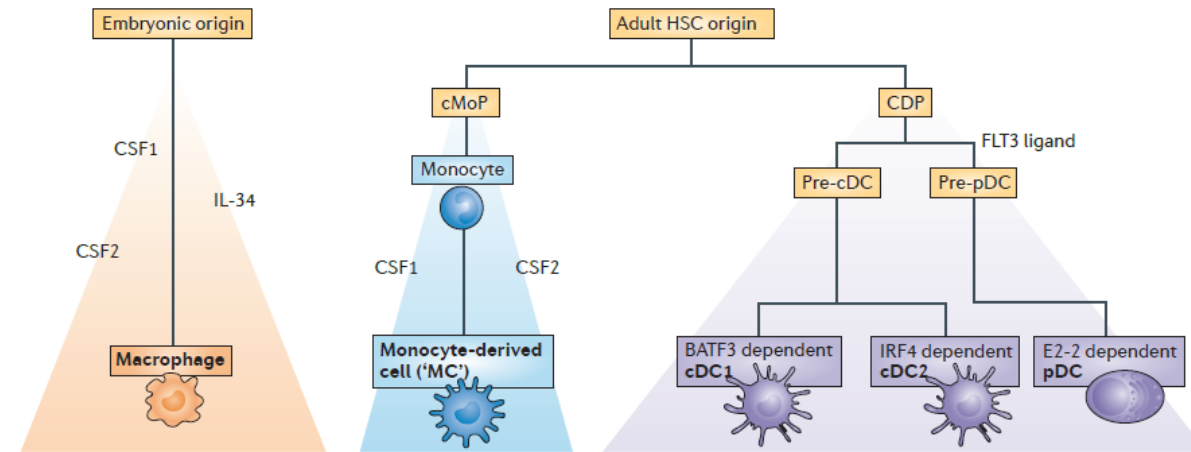 Embryonic origin
Adult HSC origin
cMoP
CDP
CSF1
FLT3 ligand
Monocyte
Pre-cDC
Pre-pDC
IL-34
CSF2
CSF1
CSF2
Macrophage
Monocyte-derived
cell (‘MC’)
BATF3 dependent
cDC1
IRF4 dependent
cDC2
E2-2 dependent
pDC